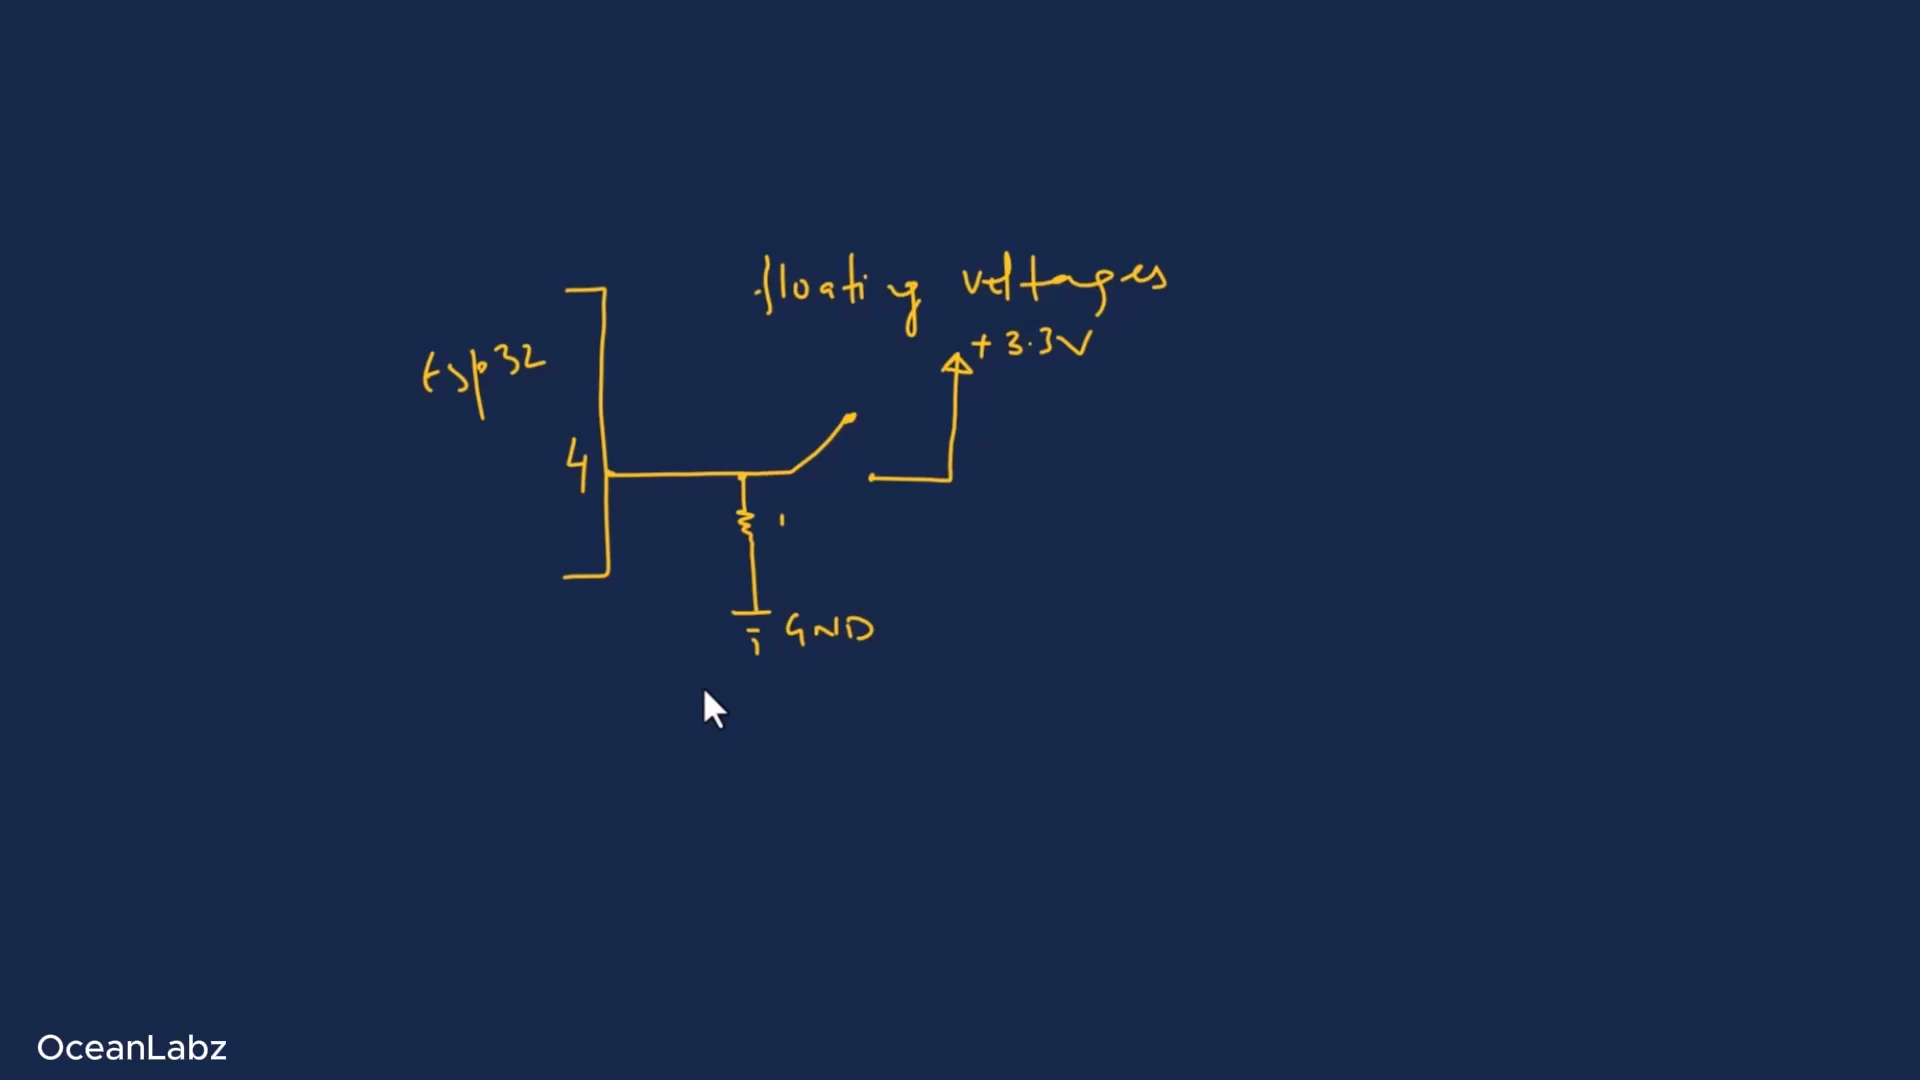 floating voltages
+ 3.3V
Esp32
4
GND
OceanLabz